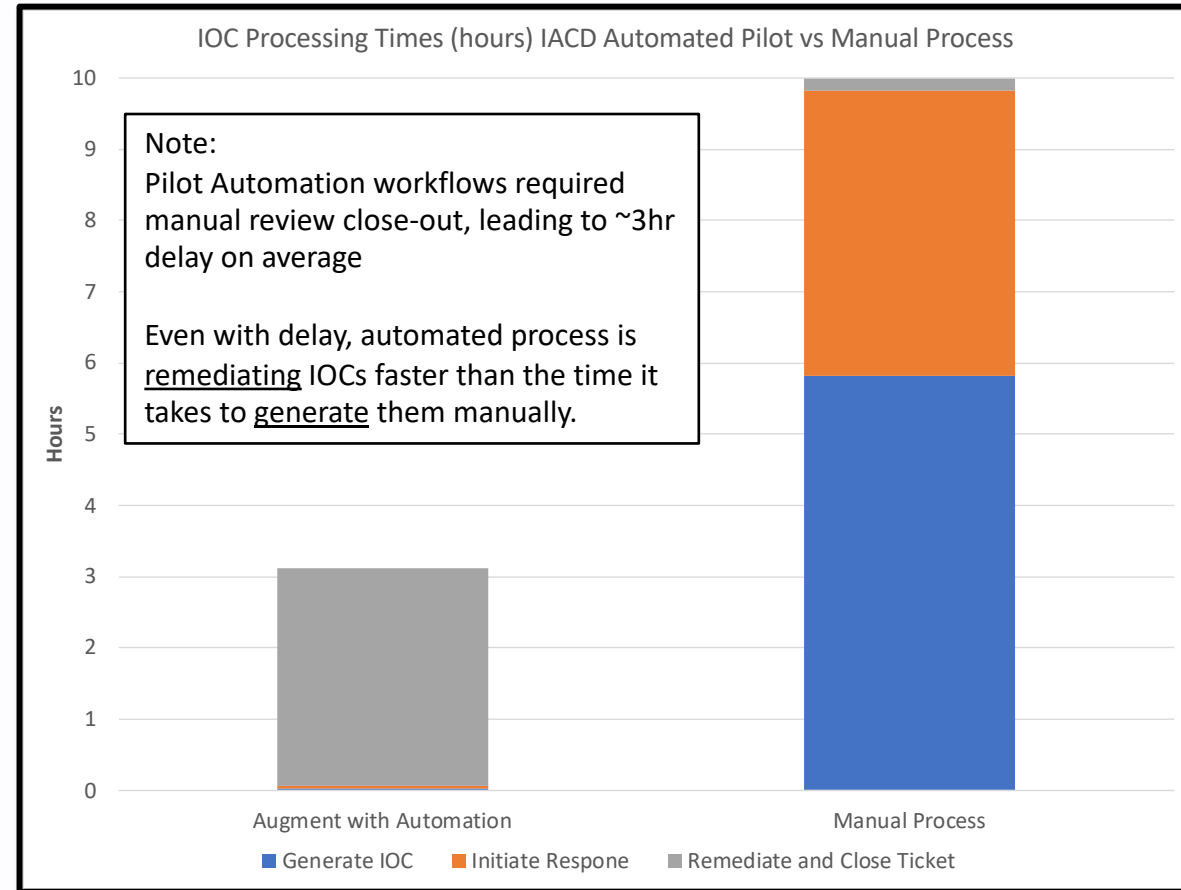 IOC Processing Times (hours) IACD Automated Pilot vs Manual Process
10
9
8
7
6
5
4
3
2
1
0
Hours
Note:
Pilot Automation workflows required
manual review close-out, leading to ~3hr
delay on average
Even with delay, automated process is
remediating IOCs faster than the time it
takes to generate them manually.
Augment with Automation
Manual Process
Generate IOC
Initiate Respone
Remediate and Close Ticket